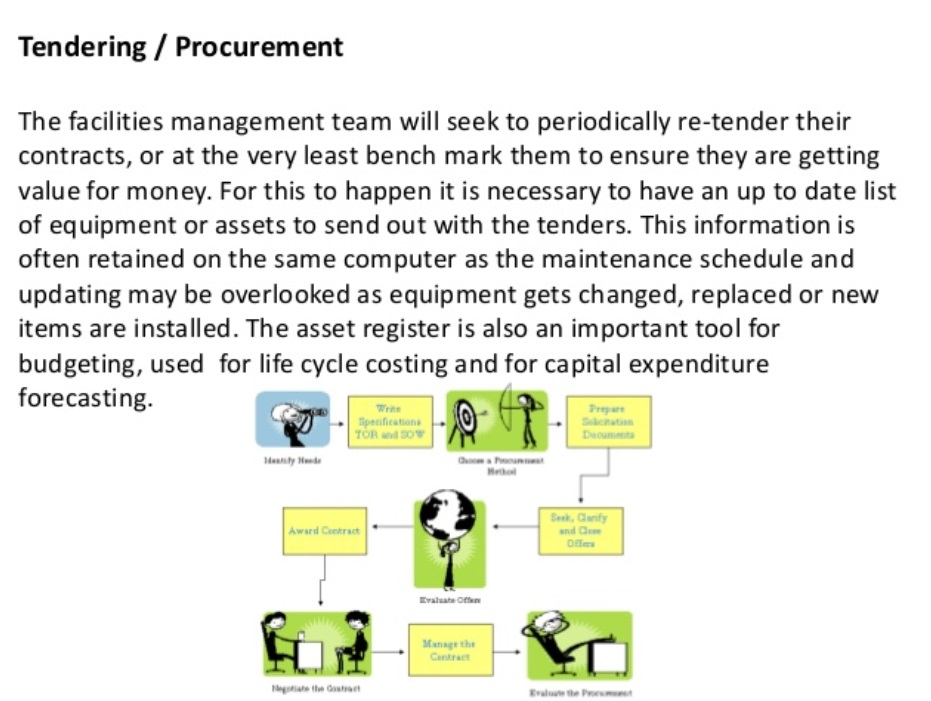 Tendering / Procurement
The facilities management team will seek to periodically re-tender their
contracts, or at the very least bench mark them to ensure they are getting
value for money. For this to happen it is necessary to have an up to date list
of equipment or assets to send out with the tenders. This information is
often retained on the same computer as the maintenance schedule and
updating may be overlooked as equipment gets changed, replaced or new
items are installed. The asset register is also an important tool for
budgeting, used for life cycle costing and for capital expenditure
forecasting.
Identify Needs
Write
Specifications
TOR and SOW
Choose a Procurement
Method
Prepare
Solicitation
Documents
Seek, Clarify
and Close
Offers
Evaluate Offers
Award Contract
Negotiate the Contract
Manage the
Contract
Evaluate the Procurement